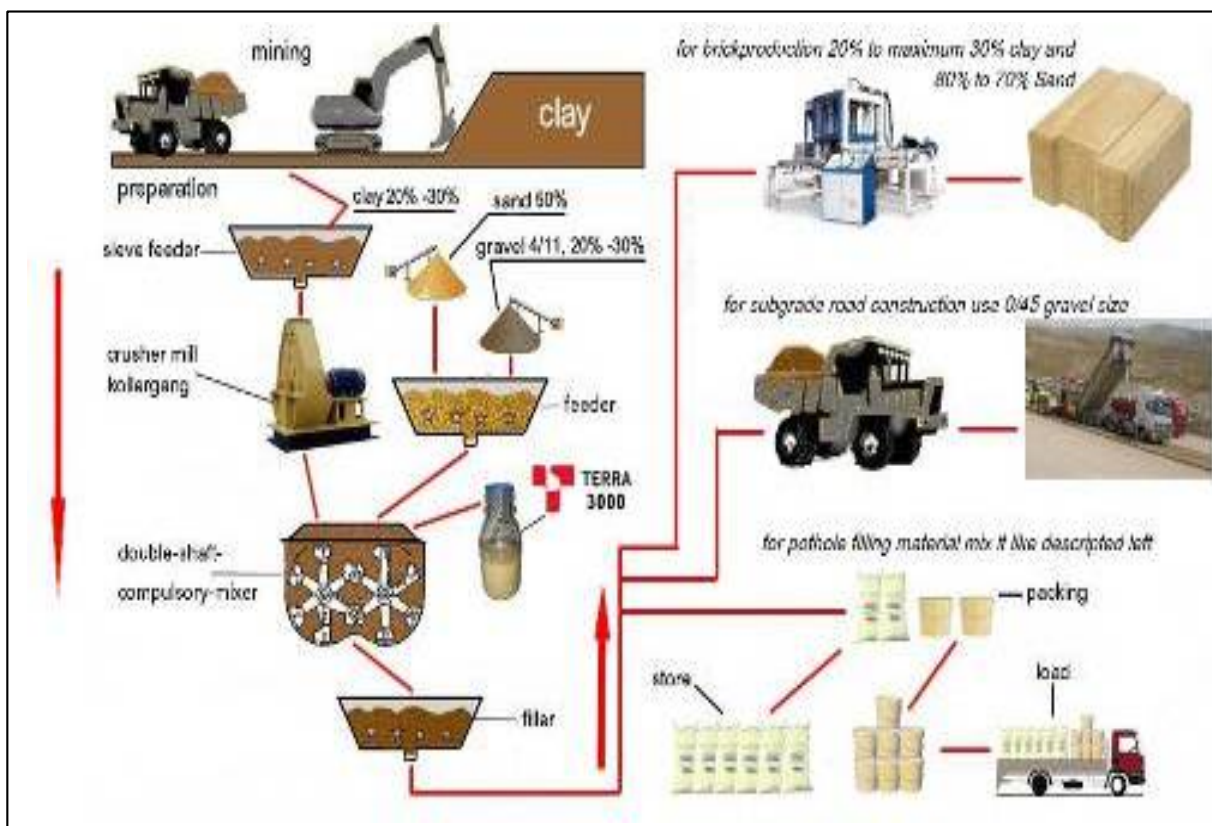 mining
clay
preparation
clay 20% -30%
sand 50%
gravel 4/11, 20% -30%
sieve feeder
crusher mill
kollergang
feeder
TERRA
3000
double-shaft-
compulsory-mixer
filler
for brickproduction 20% to maximum 30% clay and
80% to 70% Sand
for subgrade road construction use 0/45 gravel size
for pothole filling material mix it like descripted left
packing
store
load